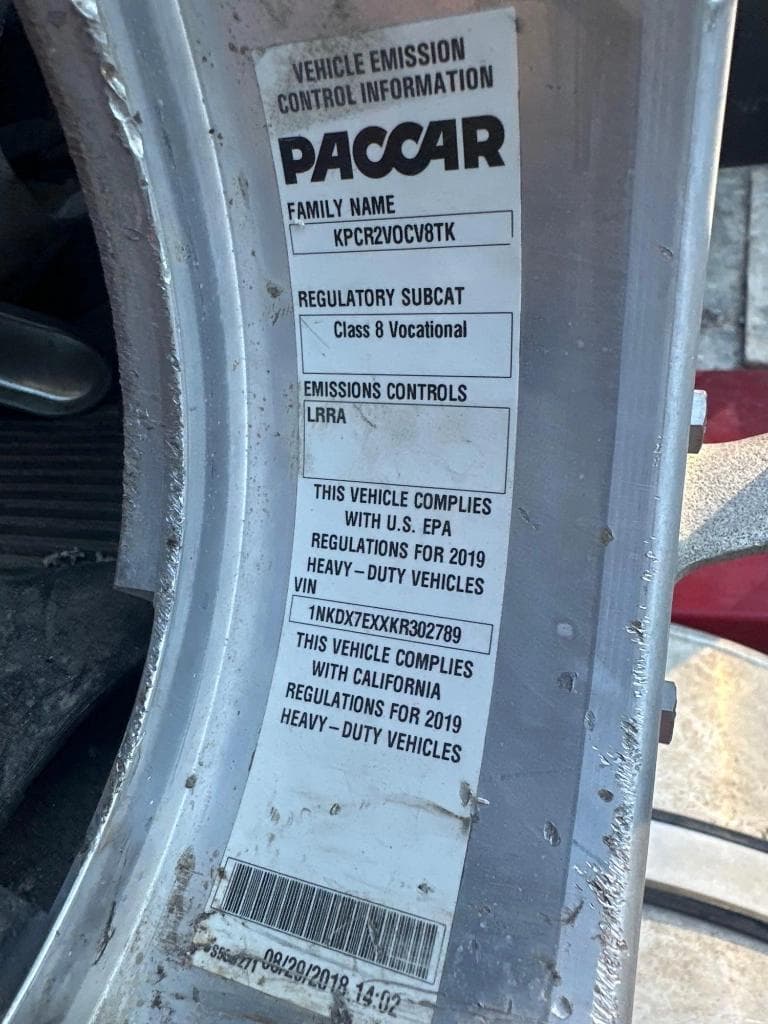 VEHICLE EMISSION
CONTROL INFORMATION
PACCAR
FAMILY NAME
KPCR2VOCV8TK
REGULATORY SUBCAT
Class 8 Vocational
EMISSIONS CONTROLS
LRRA
THIS VEHICLE COMPLIES
WITH U.S. EPA
REGULATIONS FOR 2019
HEAVY-DUTY VEHICLES
VIN
1NKDX7EXXKR302789
THIS VEHICLE COMPLIES
WITH CALIFORNIA
REGULATIONS FOR 2019
HEAVY-DUTY VEHICLES
08/29/2018 14:02